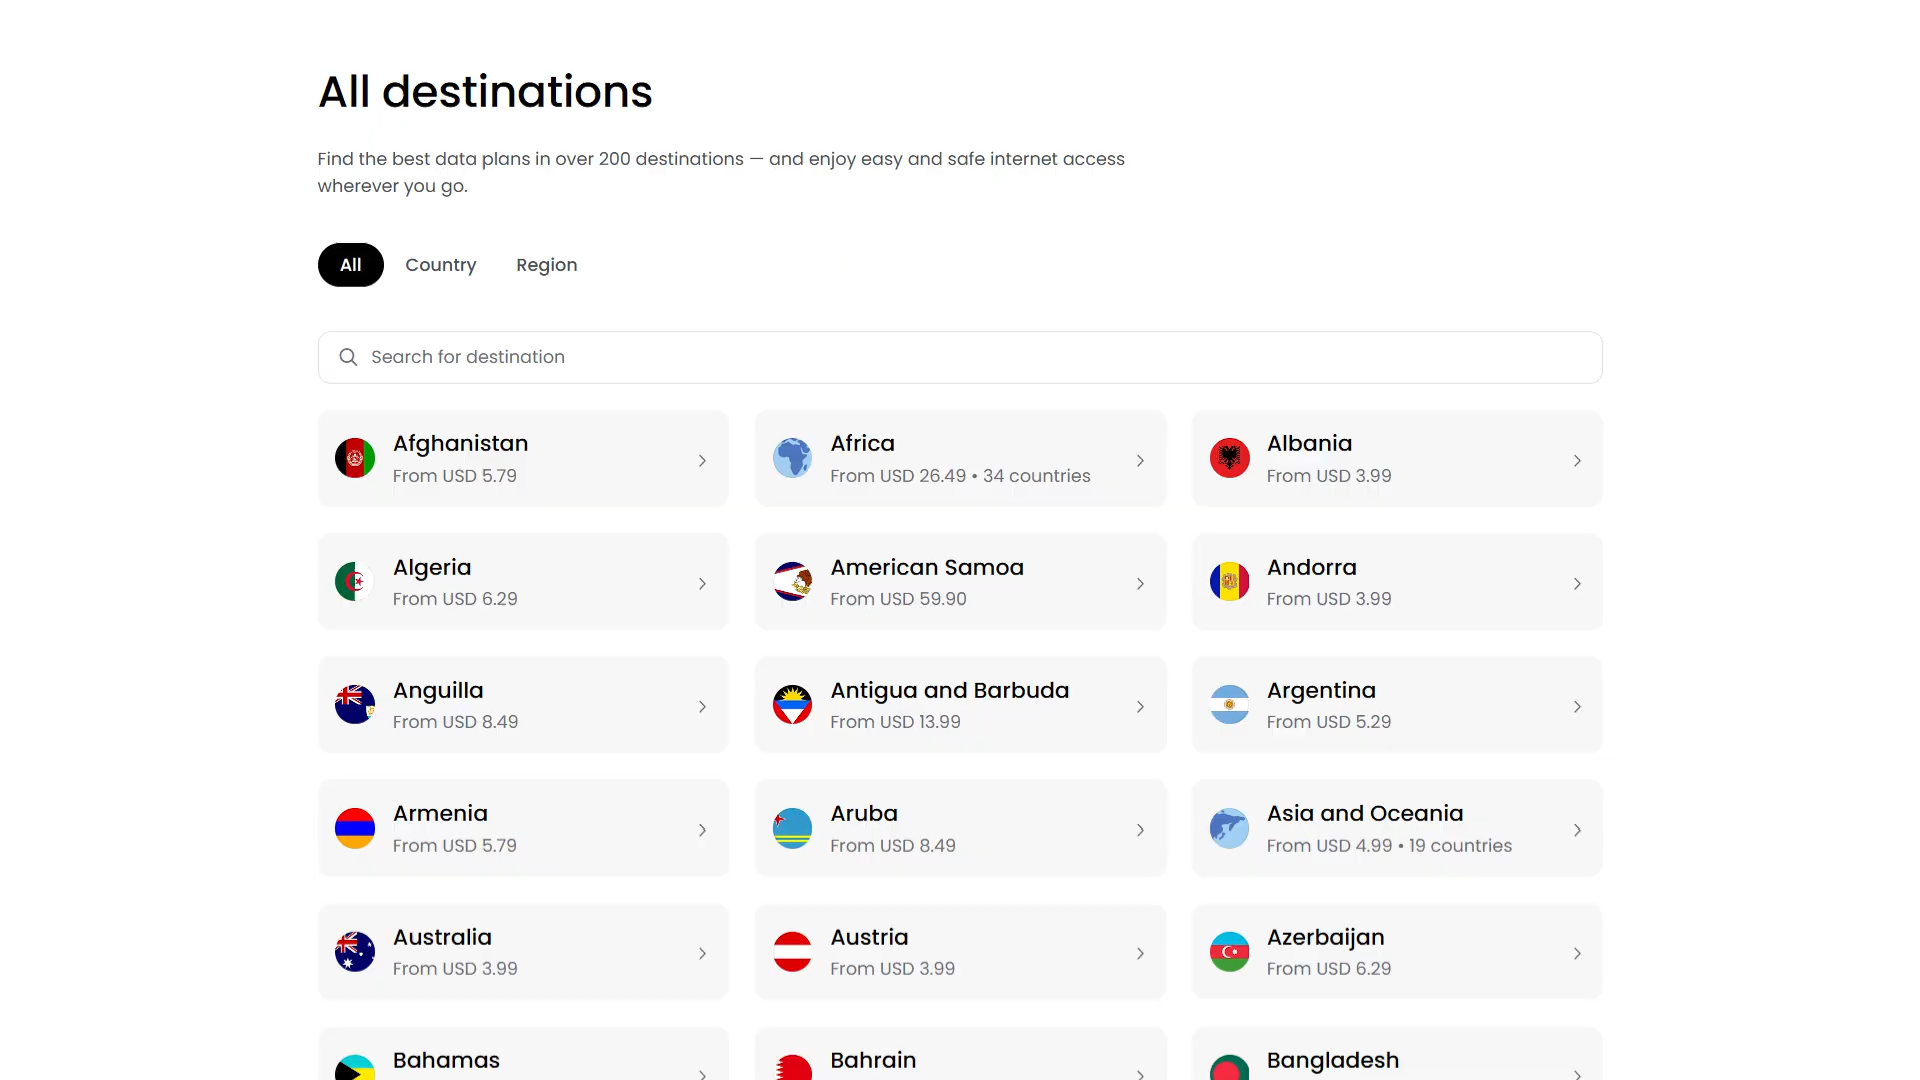 All destinations
Find the best data plans in over 200 destinations — and enjoy easy and safe internet access
wherever you go.
All
Country
Region
Search for destination
Afghanistan
From USD 5.79
Africa
From USD 26.49 • 34 countries
Albania
From USD 3.99
Algeria
From USD 6.29
American Samoa
From USD 59.90
Andorra
From USD 3.99
Anguilla
From USD 8.49
Antigua and Barbuda
From USD 13.99
Argentina
From USD 5.29
Armenia
From USD 5.79
Aruba
From USD 8.49
Asia and Oceania
From USD 4.99 • 19 countries
Australia
From USD 3.99
Austria
From USD 3.99
Azerbaijan
From USD 6.29
Bahamas
Bahrain
Bangladesh